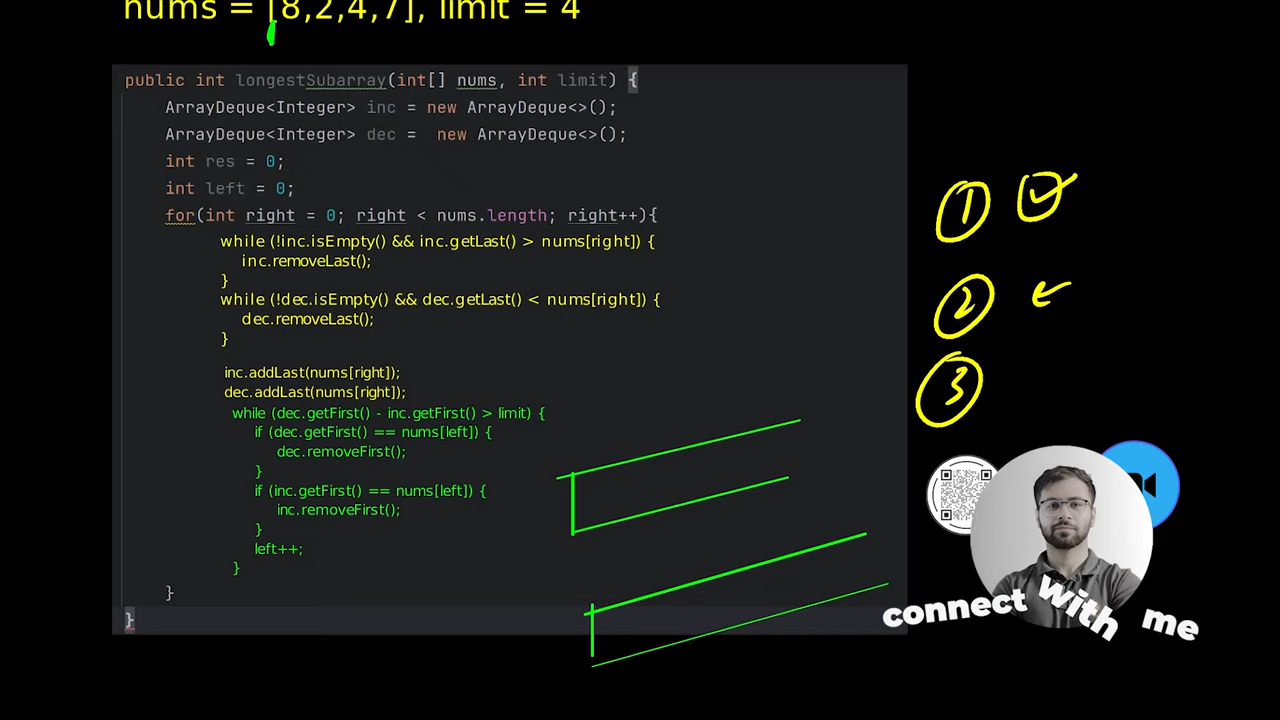 nums = [8,2,4,7], limit = 4
public int longestSubarray(int[] nums, int limit) {
ArrayDeque<Integer> inc = new ArrayDeque<>();
ArrayDeque<Integer> dec =  new ArrayDeque<>();
int res = 0;
int left = 0;
for(int right = 0; right < nums.length; right++){
while (!inc.isEmpty() && inc.getLast() > nums[right]) {
inc.removeLast();
}
while (!dec.isEmpty() && dec.getLast() < nums[right]) {
dec.removeLast();
}
inc.addLast(nums[right]);
dec.addLast(nums[right]);
while (dec.getFirst() - inc.getFirst() > limit) {
if (dec.getFirst() == nums[left]) {
dec.removeFirst();
}
if (inc.getFirst() == nums[left]) {
inc.removeFirst();
}
left++;
}
}
}
1
2
3
connect with me